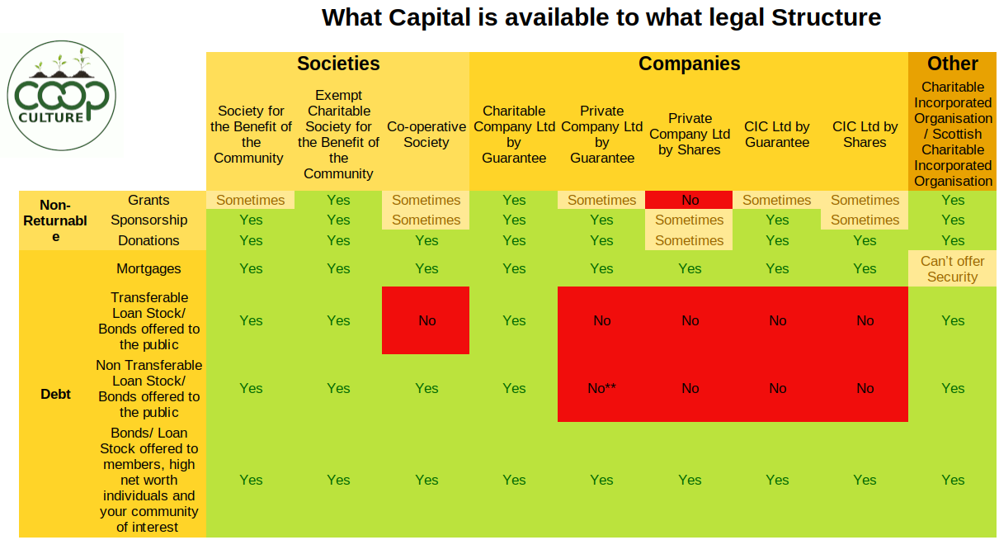 What Capital is available to what legal Structure
coop
CULTURE
Societies
Companies
Other
Society for
the Benefit of
the
Community
Exempt
Charitable
Society for
the Benefit of
the
Community
Co-operative
Society
Charitable
Company Ltd
by
Guarantee
Private
Company Ltd
by
Guarantee
Private
Company Ltd
by Shares
CIC Ltd by
Guarantee
CIC Ltd by
Shares
Charitable
Incorporated
Organisation
/ Scottish
Charitable
Incorporated
Organisation
Non-
Returnabl
e
Grants
Sometimes
Yes
Sometimes
Yes
Sometimes
No
Sometimes
Sometimes
Yes
Sponsorship
Yes
Yes
Sometimes
Yes
Yes
Sometimes
Yes
Sometimes
Yes
Donations
Yes
Yes
Yes
Yes
Yes
Sometimes
Yes
Yes
Yes
Debt
Mortgages
Yes
Yes
Yes
Yes
Yes
Yes
Yes
Yes
Can't offer
Security
Transferable
Loan Stock/
Bonds offered to
the public
Yes
Yes
No
Yes
No
No
No
No
Yes
Non Transferable
Loan Stock/
Bonds offered to
the public
Yes
Yes
Yes
Yes
No**
No
No
No
Yes
Bonds/ Loan
Stock offered to
members, high
net worth
individuals and
your community
of interest
Yes
Yes
Yes
Yes
Yes
Yes
Yes
Yes
Yes